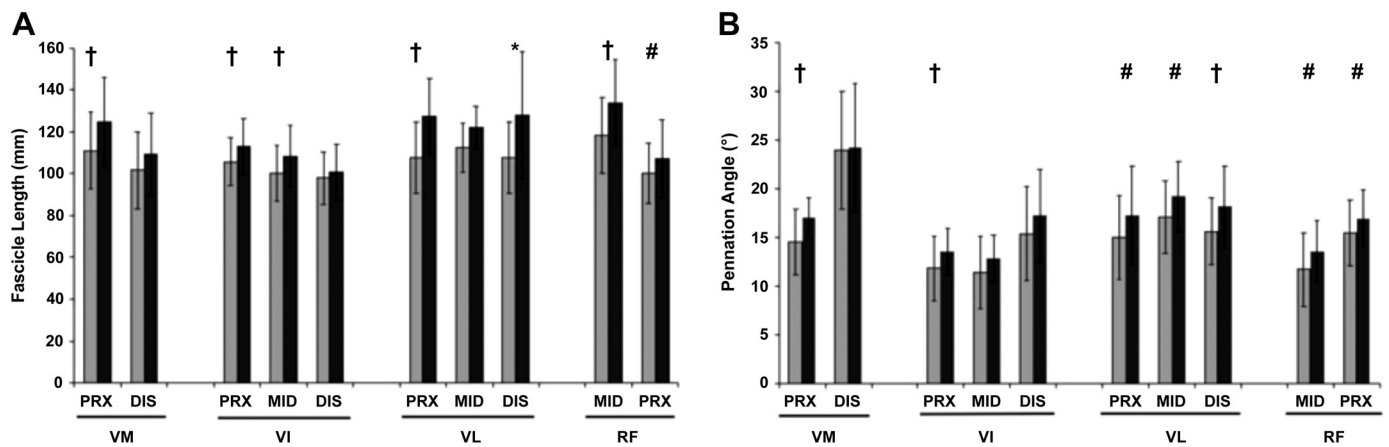 A
Fascicle Length (mm)
160
140
120
100
80
60
40
20
0
† † † † * † #
PRX DIS PRX MID DIS PRX MID DIS MID PRX
VM VI VL RF
B
Pennation Angle (°)
35
30
25
20
15
10
5
0
† † # # † # #
PRX DIS PRX MID DIS PRX MID DIS MID PRX
VM VI VL RF